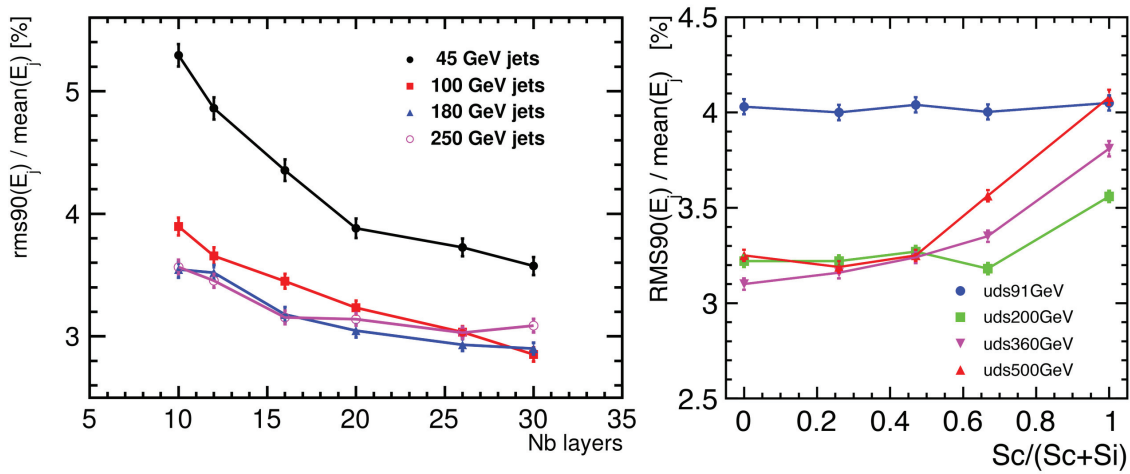 rms90(E_j) / mean(E_j) [%]
5
4
3
45 GeV jets
100 GeV jets
180 GeV jets
250 GeV jets
5 10 15 20 25 30 35
Nb layers
RMS90(E_j) / mean(E_j) [%]
4.5
4
3.5
3
2.5
uds91GeV
uds200GeV
uds360GeV
uds500GeV
0 0.2 0.4 0.6 0.8 1
Sc/(Sc+Si)